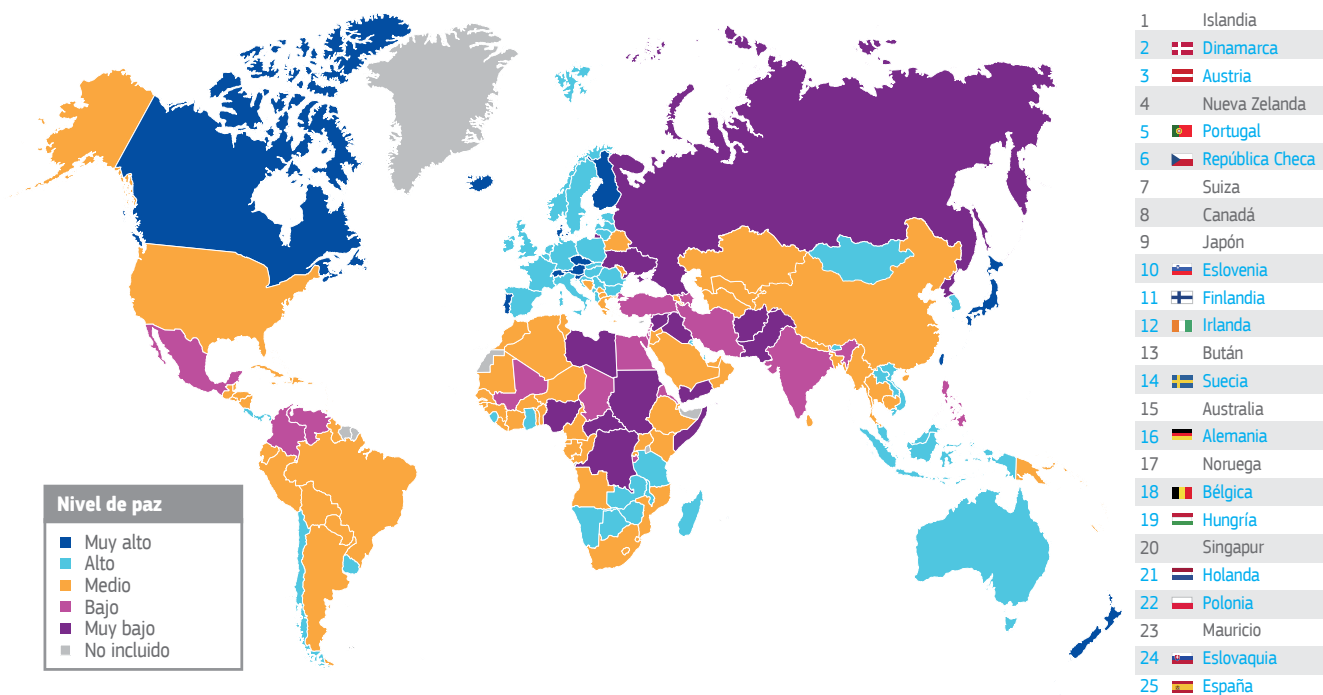 Nivel de paz
Muy alto
Alto
Medio
Bajo
Muy bajo
No incluido
1 Islandia
2 Dinamarca
3 Austria
4 Nueva Zelanda
5 Portugal
6 República Checa
7 Suiza
8 Canadá
9 Japón
10 Eslovenia
11 Finlandia
12 Irlanda
13 Bután
14 Suecia
15 Australia
16 Alemania
17 Noruega
18 Bélgica
19 Hungría
20 Singapur
21 Holanda
22 Polonia
23 Mauricio
24 Eslovaquia
25 España